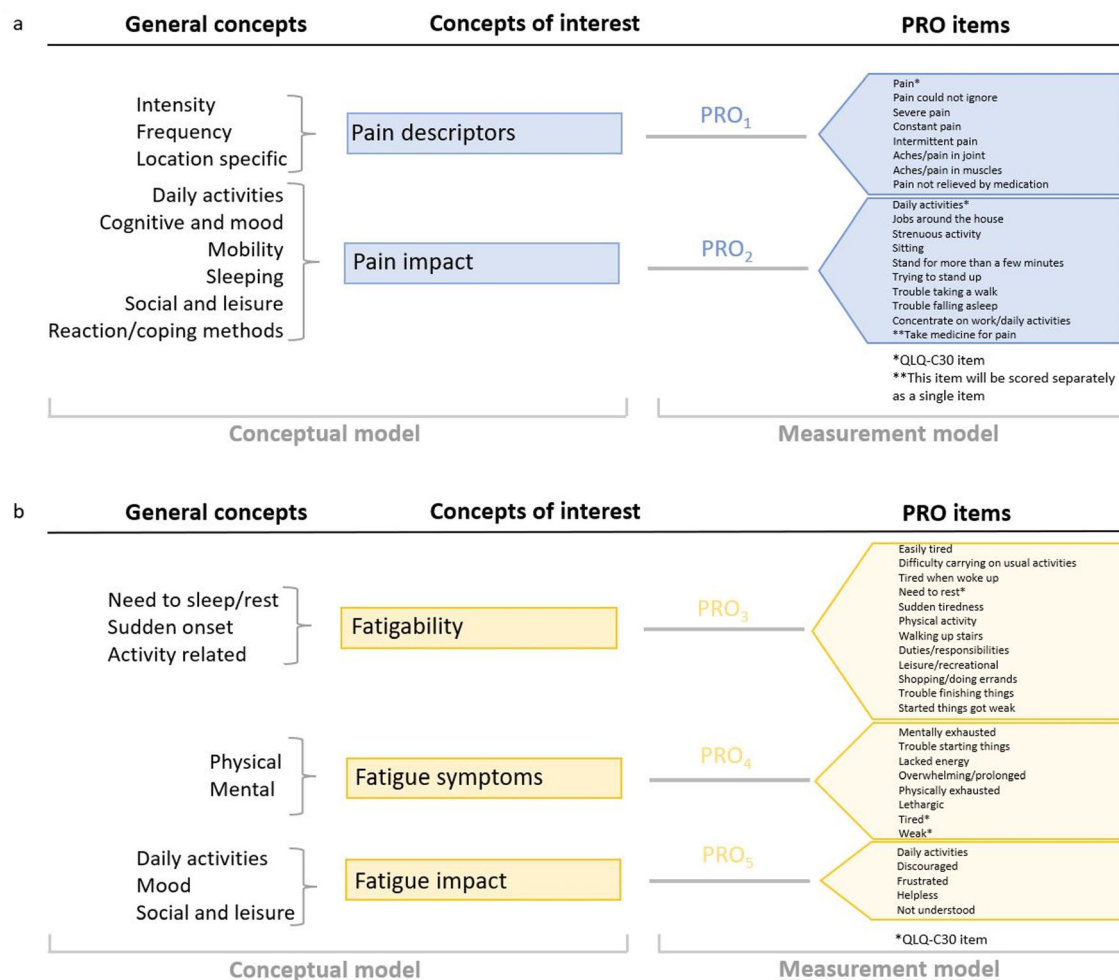 a
General concepts
Concepts of interest
PRO items
Intensity
Frequency
Location specific
Pain descriptors
PRO1
Pain*
Pain could not ignore
Severe pain
Constant pain
Intermittent pain
Aches/pain in joint
Aches/pain in muscles
Pain not relieved by medication
Daily activities
Cognitive and mood
Mobility
Sleeping
Social and leisure
Reaction/coping methods
Pain impact
PRO2
Daily activities*
Jobs around the house
Strenuous activity
Sitting
Stand for more than a few minutes
Trying to stand up
Trouble taking a walk
Trouble falling asleep
Concentrate on work/daily activities
**Take medicine for pain
*QLQ-C30 item
**This item will be scored separately
as a single item
Conceptual model
Measurement model
b
General concepts
Concepts of interest
PRO items
Need to sleep/rest
Sudden onset
Activity related
Fatigability
PRO3
Easily tired
Difficulty carrying on usual activities
Tired when woke up
Need to rest*
Sudden tiredness
Physical activity
Walking up stairs
Duties/responsibilities
Leisure/recreational
Shopping/doing errands
Trouble finishing things
Started things got weak
Physical
Mental
Fatigue symptoms
PRO4
Mentally exhausted
Trouble starting things
Lacked energy
Overwhelming/prolonged
Physically exhausted
Lethargic
Tired*
Weak*
Daily activities
Mood
Social and leisure
Fatigue impact
PRO5
Daily activities
Discouraged
Frustrated
Helpless
Not understood
*QLQ-C30 item
Conceptual model
Measurement model